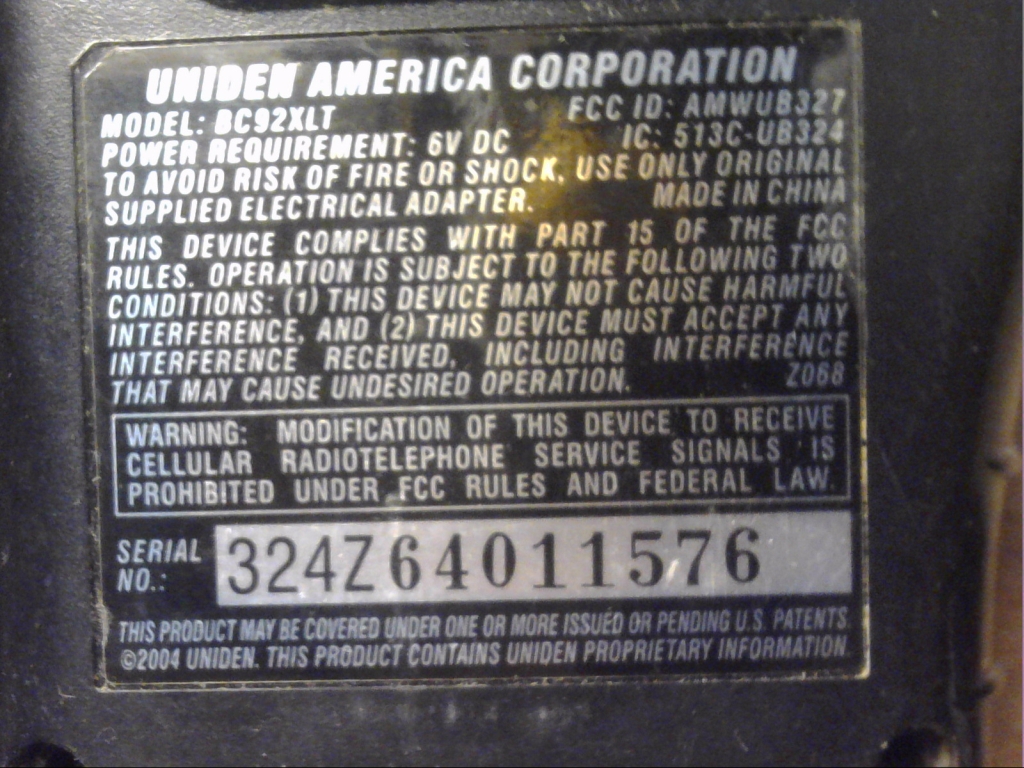 UNIDEN AMERICA CORPORATION
MODEL: BC92XLT FCC ID: AMWUB327
POWER REQUIREMENT: 6V DC IC: 513C-UB324
TO AVOID RISK OF FIRE OR SHOCK, USE ONLY ORIGINAL
SUPPLIED ELECTRICAL ADAPTER. MADE IN CHINA
THIS DEVICE COMPLIES WITH PART 15 OF THE FCC
RULES. OPERATION IS SUBJECT TO THE FOLLOWING TWO
CONDITIONS: (1) THIS DEVICE MAY NOT CAUSE HARMFUL
INTERFERENCE, AND (2) THIS DEVICE MUST ACCEPT ANY
INTERFERENCE RECEIVED, INCLUDING INTERFERENCE
THAT MAY CAUSE UNDESIRED OPERATION. Z068
WARNING: MODIFICATION OF THIS DEVICE TO RECEIVE
CELLULAR RADIOTELEPHONE SERVICE SIGNALS IS
PROHIBITED UNDER FCC RULES AND FEDERAL LAW.
SERIAL NO.: 324Z64011576
THIS PRODUCT MAY BE COVERED UNDER ONE OR MORE ISSUED OR PENDING U.S. PATENTS.
©2004 UNIDEN. THIS PRODUCT CONTAINS UNIDEN PROPRIETARY INFORMATION.